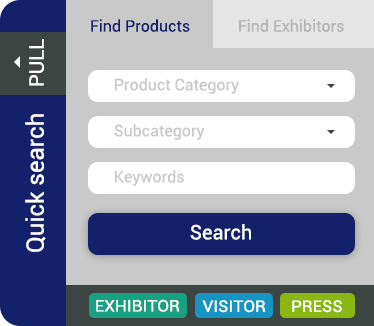 Find Products
Find Exhibitors
PULL
Quick search
Product Category
Subcategory
Keywords
Search
EXHIBITOR
VISITOR
PRESS